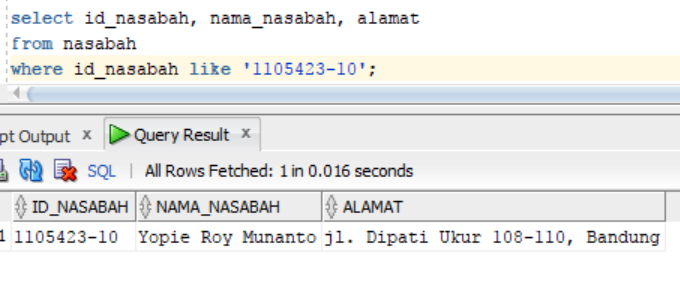 select id_nasabah, nama_nasabah, alamat
from nasabah
where id_nasabah like '1105423-10';
pt Output x Query Result x
SQL | All Rows Fetched: 1 in 0.016 seconds
ID_NASABAH NAMA_NASABAH ALAMAT
1 1105423-10 Yopie Roy Munanto jl. Dipati Ukur 108-110, Bandung